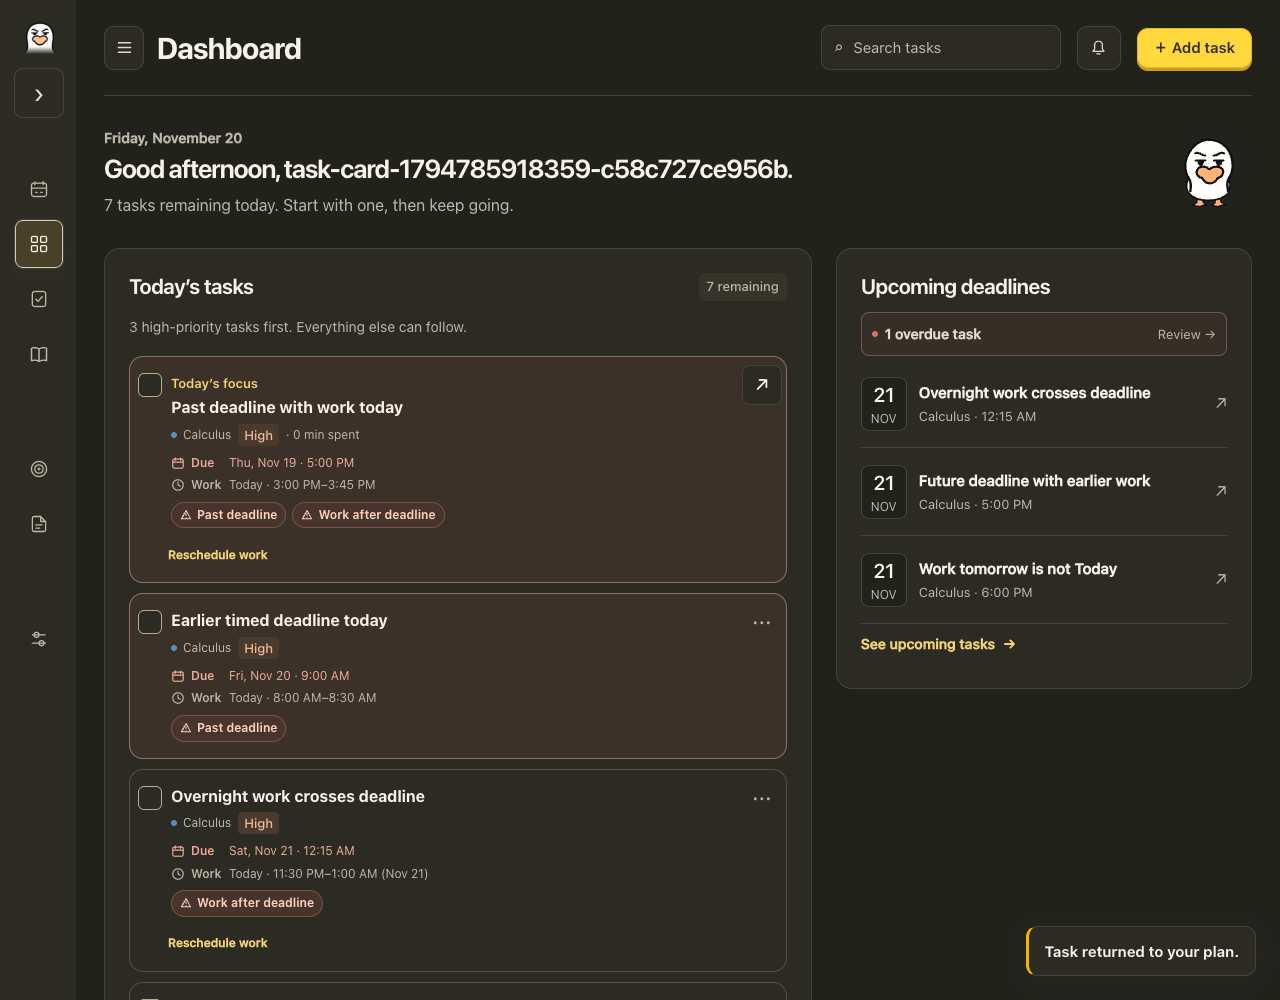 Dashboard
Search tasks
+ Add task
Friday, November 20
Good afternoon, task-card-1794785918359-c58c727ce956b.
7 tasks remaining today. Start with one, then keep going.
Today's tasks
7 remaining
3 high-priority tasks first. Everything else can follow.
Today's focus
Past deadline with work today
Calculus High · 0 min spent
Due Thu, Nov 19 · 5:00 PM
Work Today · 3:00 PM–3:45 PM
Past deadline
Work after deadline
Reschedule work
Earlier timed deadline today
Calculus High
Due Fri, Nov 20 · 9:00 AM
Work Today · 8:00 AM–8:30 AM
Past deadline
Overnight work crosses deadline
Calculus High
Due Sat, Nov 21 · 12:15 AM
Work Today · 11:30 PM–1:00 AM (Nov 21)
Work after deadline
Reschedule work
Upcoming deadlines
1 overdue task
Review →
21 NOV
Overnight work crosses deadline
Calculus · 12:15 AM
21 NOV
Future deadline with earlier work
Calculus · 5:00 PM
21 NOV
Work tomorrow is not Today
Calculus · 6:00 PM
See upcoming tasks →
Task returned to your plan.